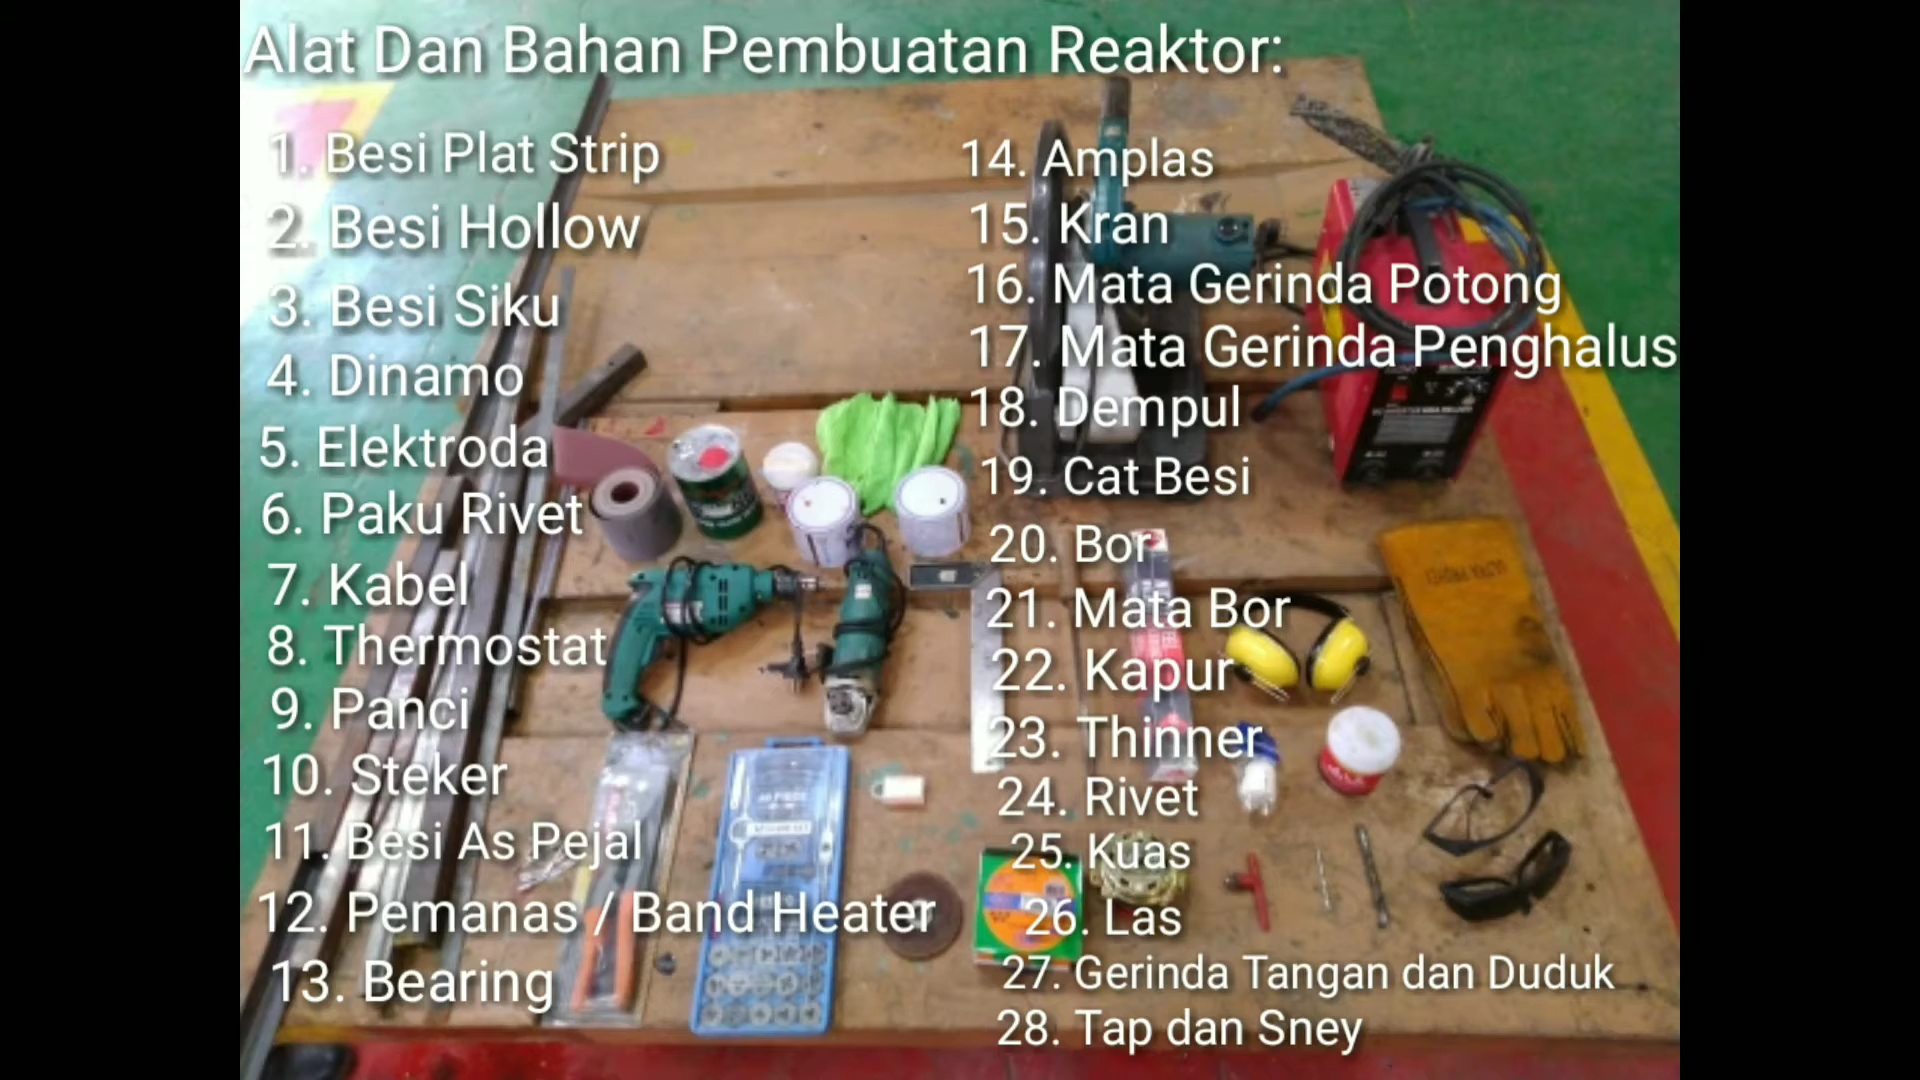 Alat Dan Bahan Pembuatan Reaktor:
1. Besi Plat Strip
2. Besi Hollow
3. Besi Siku
4. Dinamo
5. Elektroda
6. Paku Rivet
7. Kabel
8. Thermostat
9. Panci
10. Steker
11. Besi As Pejal
12. Pemanas / Band Heater
13. Bearing
14. Amplas
15. Kran
16. Mata Gerinda Potong
17. Mata Gerinda Penghalus
18. Dempul
19. Cat Besi
20. Bor
21. Mata Bor
22. Kapur
23. Thinner
24. Rivet
25. Kuas
26. Las
27. Gerinda Tangan dan Duduk
28. Tap dan Sney